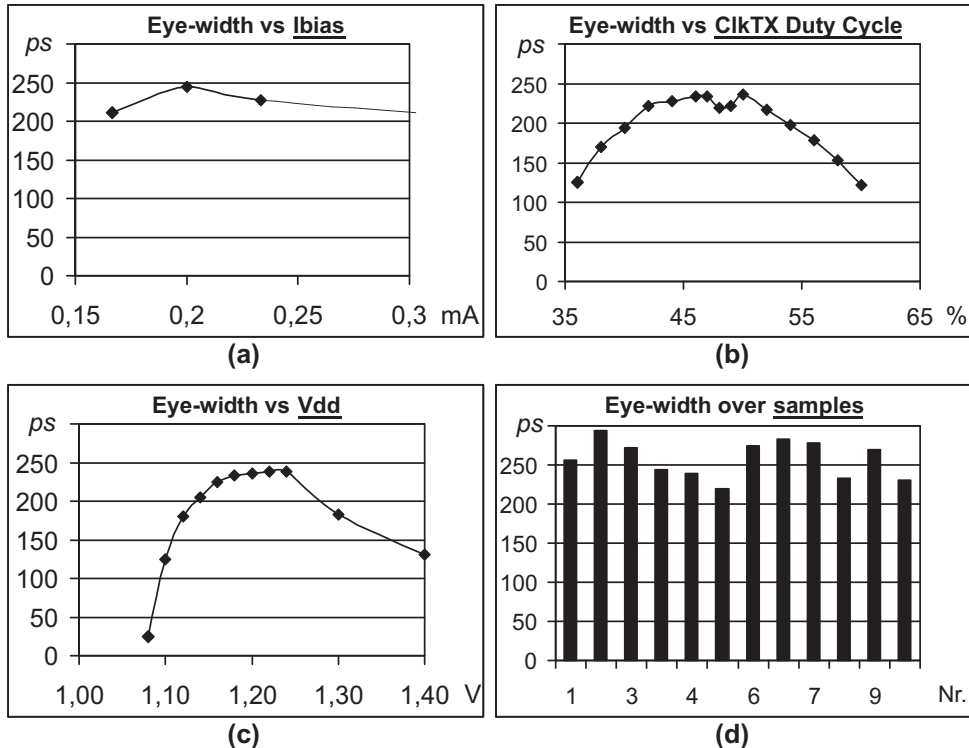 Eye-width vs Ibias
ps
300
250
200
150
100
50
0
0,15 0,2 0,25 0,3 mA
(a)
Eye-width vs ClkTX Duty Cycle
ps
300
250
200
150
100
50
0
35 45 55 65 %
(b)
Eye-width vs Vdd
ps
300
250
200
150
100
50
0
1,00 1,10 1,20 1,30 1,40 V
(c)
Eye-width over samples
ps
300
250
200
150
100
50
0
1 3 4 6 7 9 Nr.
(d)